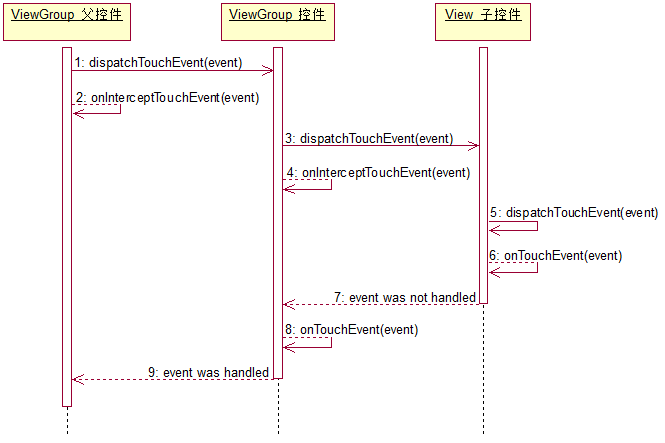 ViewGroup 父控件
ViewGroup 控件
View 子控件
1: dispatchTouchEvent(event)
2: onInterceptTouchEvent(event)
3: dispatchTouchEvent(event)
4: onInterceptTouchEvent(event)
5: dispatchTouchEvent(event)
6: onTouchEvent(event)
7: event was not handled
8: onTouchEvent(event)
9: event was handled